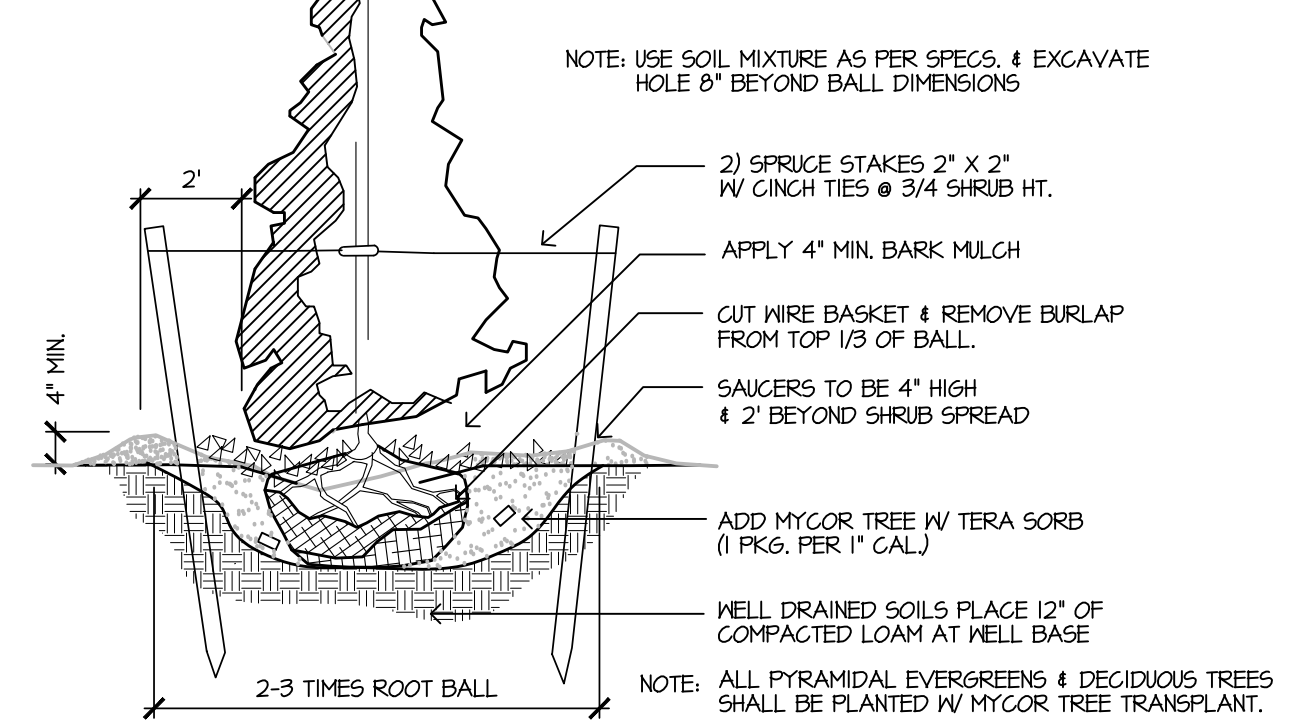 NOTE: USE SOIL MIXTURE AS PER SPECS. & EXCAVATE
HOLE 8" BEYOND BALL DIMENSIONS
2) SPRUCE STAKES 2" X 2"
W/ CINCH TIES @ 3/4 SHRUB HT.
2'
APPLY 4" MIN. BARK MULCH
CUT WIRE BASKET & REMOVE BURLAP
FROM TOP 1/3 OF BALL.
4" MIN.
SAUCERS TO BE 4" HIGH
& 2' BEYOND SHRUB SPREAD
ADD MYCOR TREE W/ TERA SORB
(1 PKG. PER 1" CAL.)
WELL DRAINED SOILS PLACE 12" OF
COMPACTED LOAM AT WELL BASE
2-3 TIMES ROOT BALL
NOTE: ALL PYRAMIDAL EVERGREENS & DECIDUOUS TREES
SHALL BE PLANTED W/ MYCOR TREE TRANSPLANT.